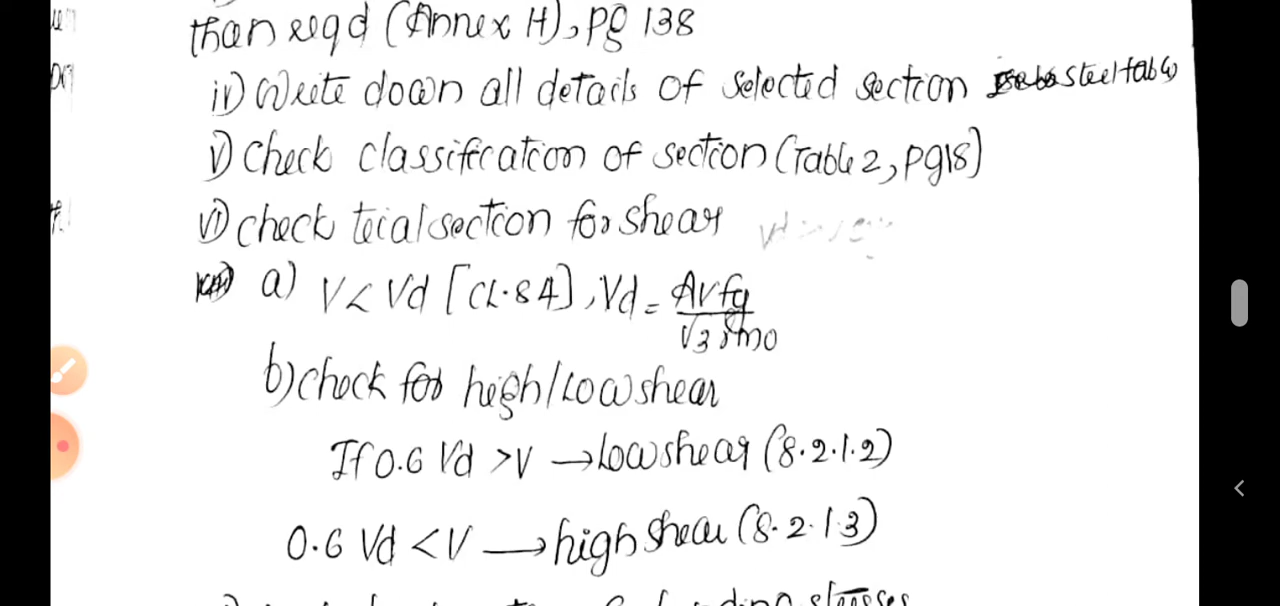 than reqd (Annex H), pg 138
iv) Write down all details of selected section steel table
v) Check classification of section (Table 2, pg 18)
vi) check trial section for shear
a) V < Vd [CL.8.4], Vd = Avfy / √3 γm0
b) check for high/Low shear
If 0.6 Vd > V → Low shear (8.2.1.2)
0.6 Vd < V → high shear (8.2.1.3)